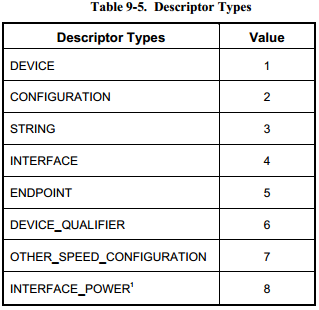 Table 9-5. Descriptor Types
Descriptor Types Value
DEVICE 1
CONFIGURATION 2
STRING 3
INTERFACE 4
ENDPOINT 5
DEVICE_QUALIFIER 6
OTHER_SPEED_CONFIGURATION 7
INTERFACE_POWER¹ 8